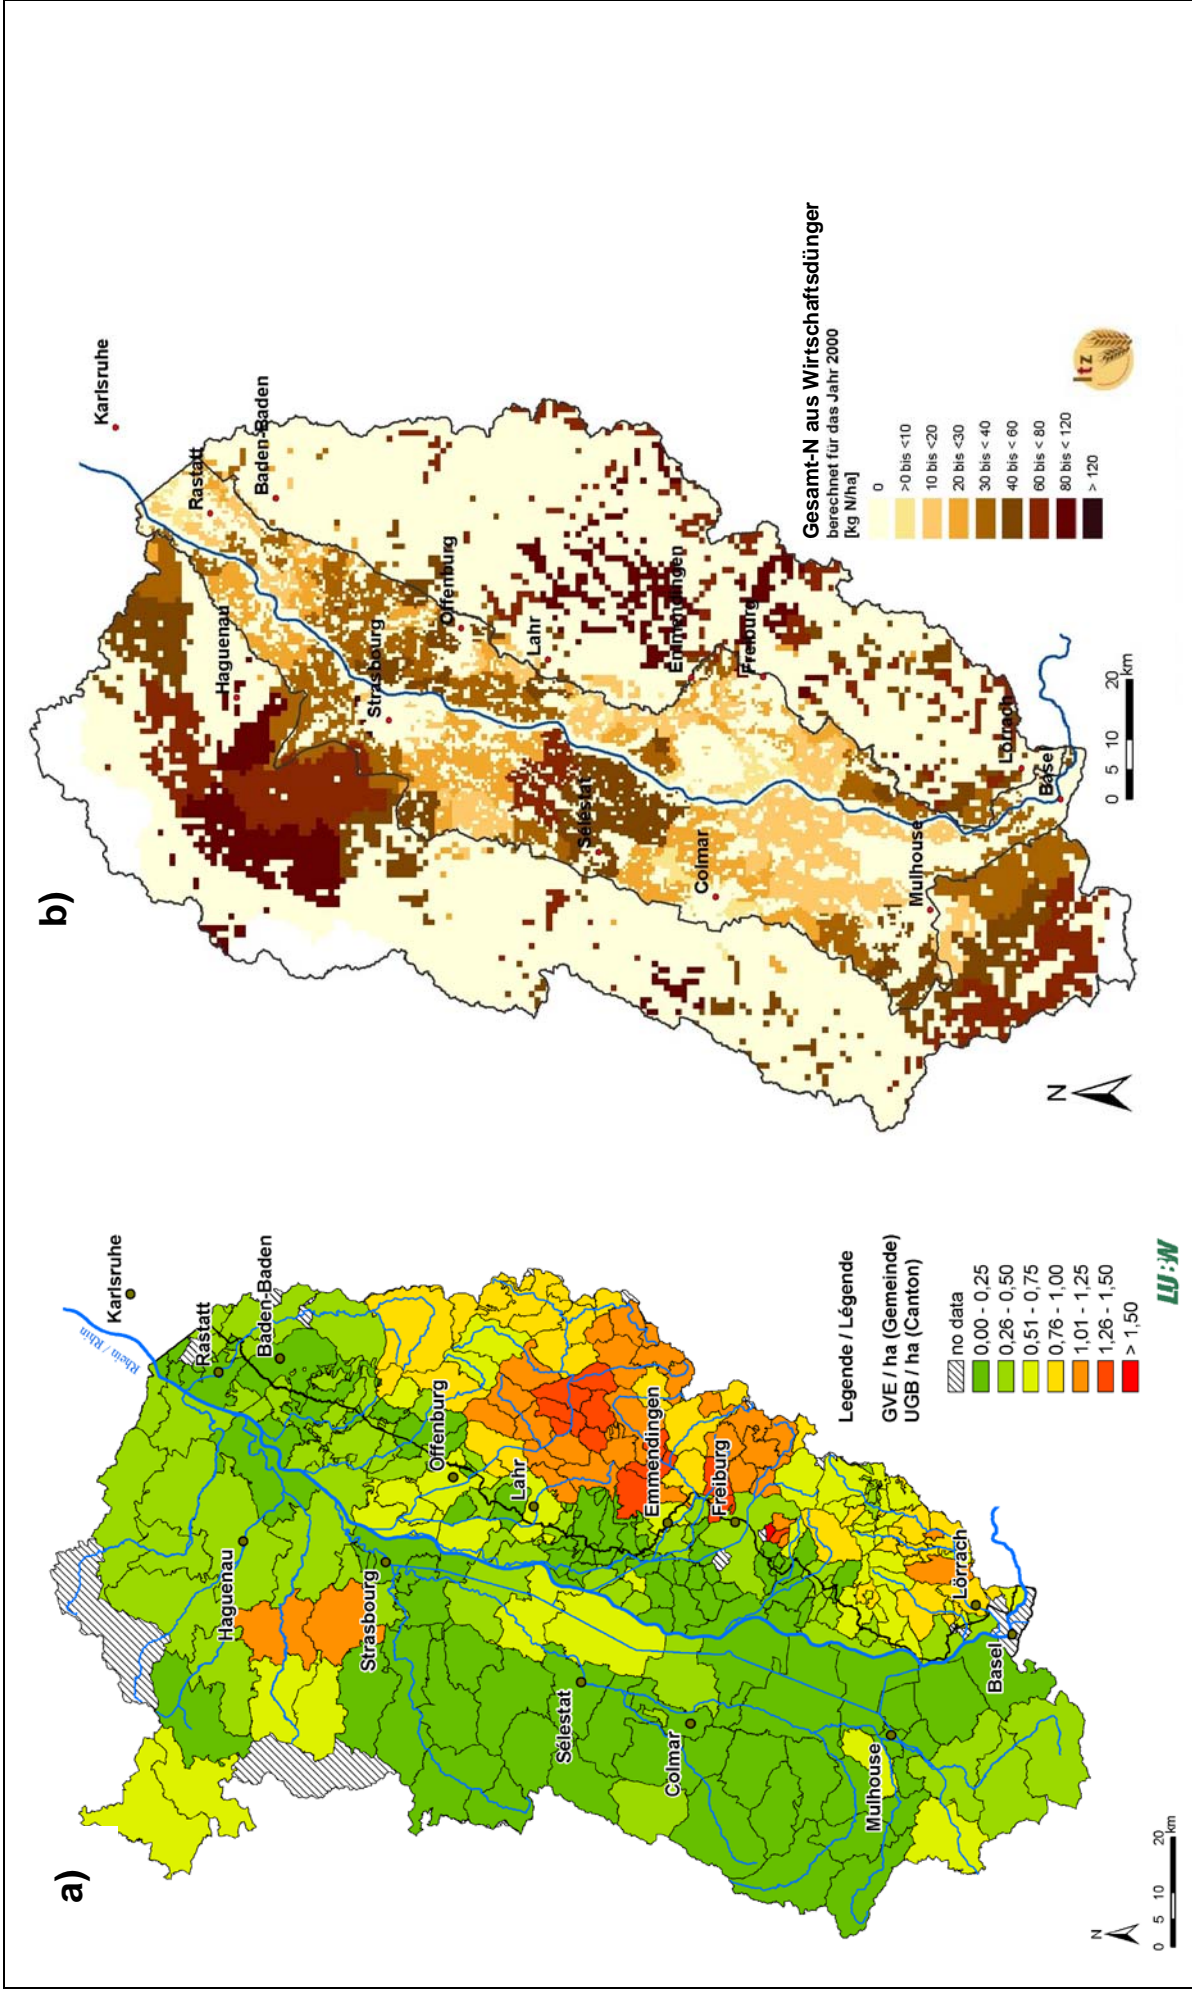 a)
Karlsruhe
Rhein / Rhin
Rastatt
Baden-Baden
Haguenau
Offenburg
Strasbourg
Lahr
Sélestat
Emmendingen
Colmar
Freiburg
Mulhouse
Lörrach
Basel
N
0 5 10 20
km
Legende / Légende
GVE / ha (Gemeinde)
UGB / ha (Canton)
no data
0,00 - 0,25
0,26 - 0,50
0,51 - 0,75
0,76 - 1,00
1,01 - 1,25
1,26 - 1,50
> 1,50
LUBW
b)
Karlsruhe
Rastatt
Baden-Baden
Haguenau
Offenburg
Strasbourg
Lahr
Sélestat
Emmendingen
Colmar
Freiburg
Mulhouse
Lörrach
Basel
N
0 5 10 20
km
Gesamt-N aus Wirtschaftsdünger
berechnet für das Jahr 2000
[kg N/ha)
0
>0 bis <10
10 bis <20
20 bis <30
30 bis < 40
40 bis < 60
60 bis < 80
80 bis < 120
> 120
ltz